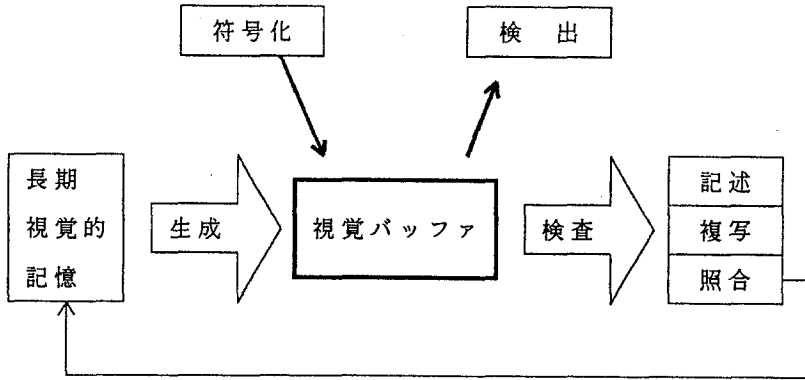 符号化
検 出
長期
視覚的
記憶
生成
視覚バッファ
検査
記述
複写
照合